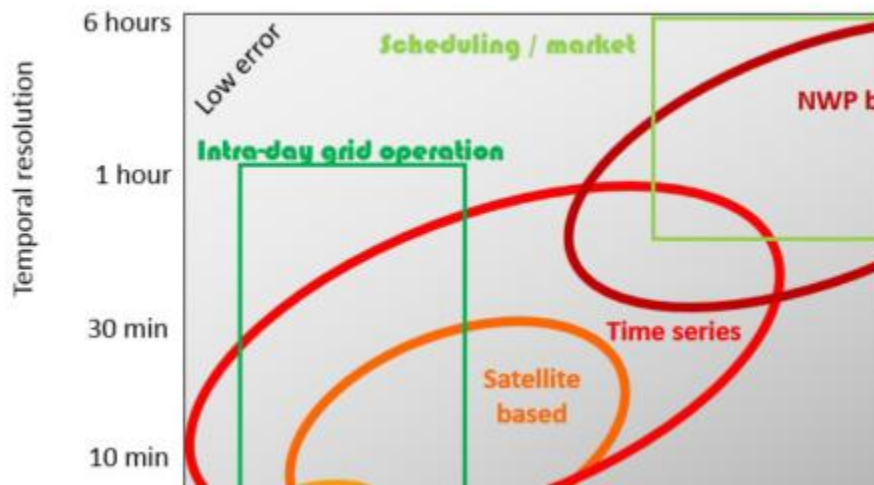 6 hours
Low error
Scheduling / market
NWP b
Temporal resolution
Intra-day grid operation
1 hour
30 min
Time series
Satellite
based
10 min